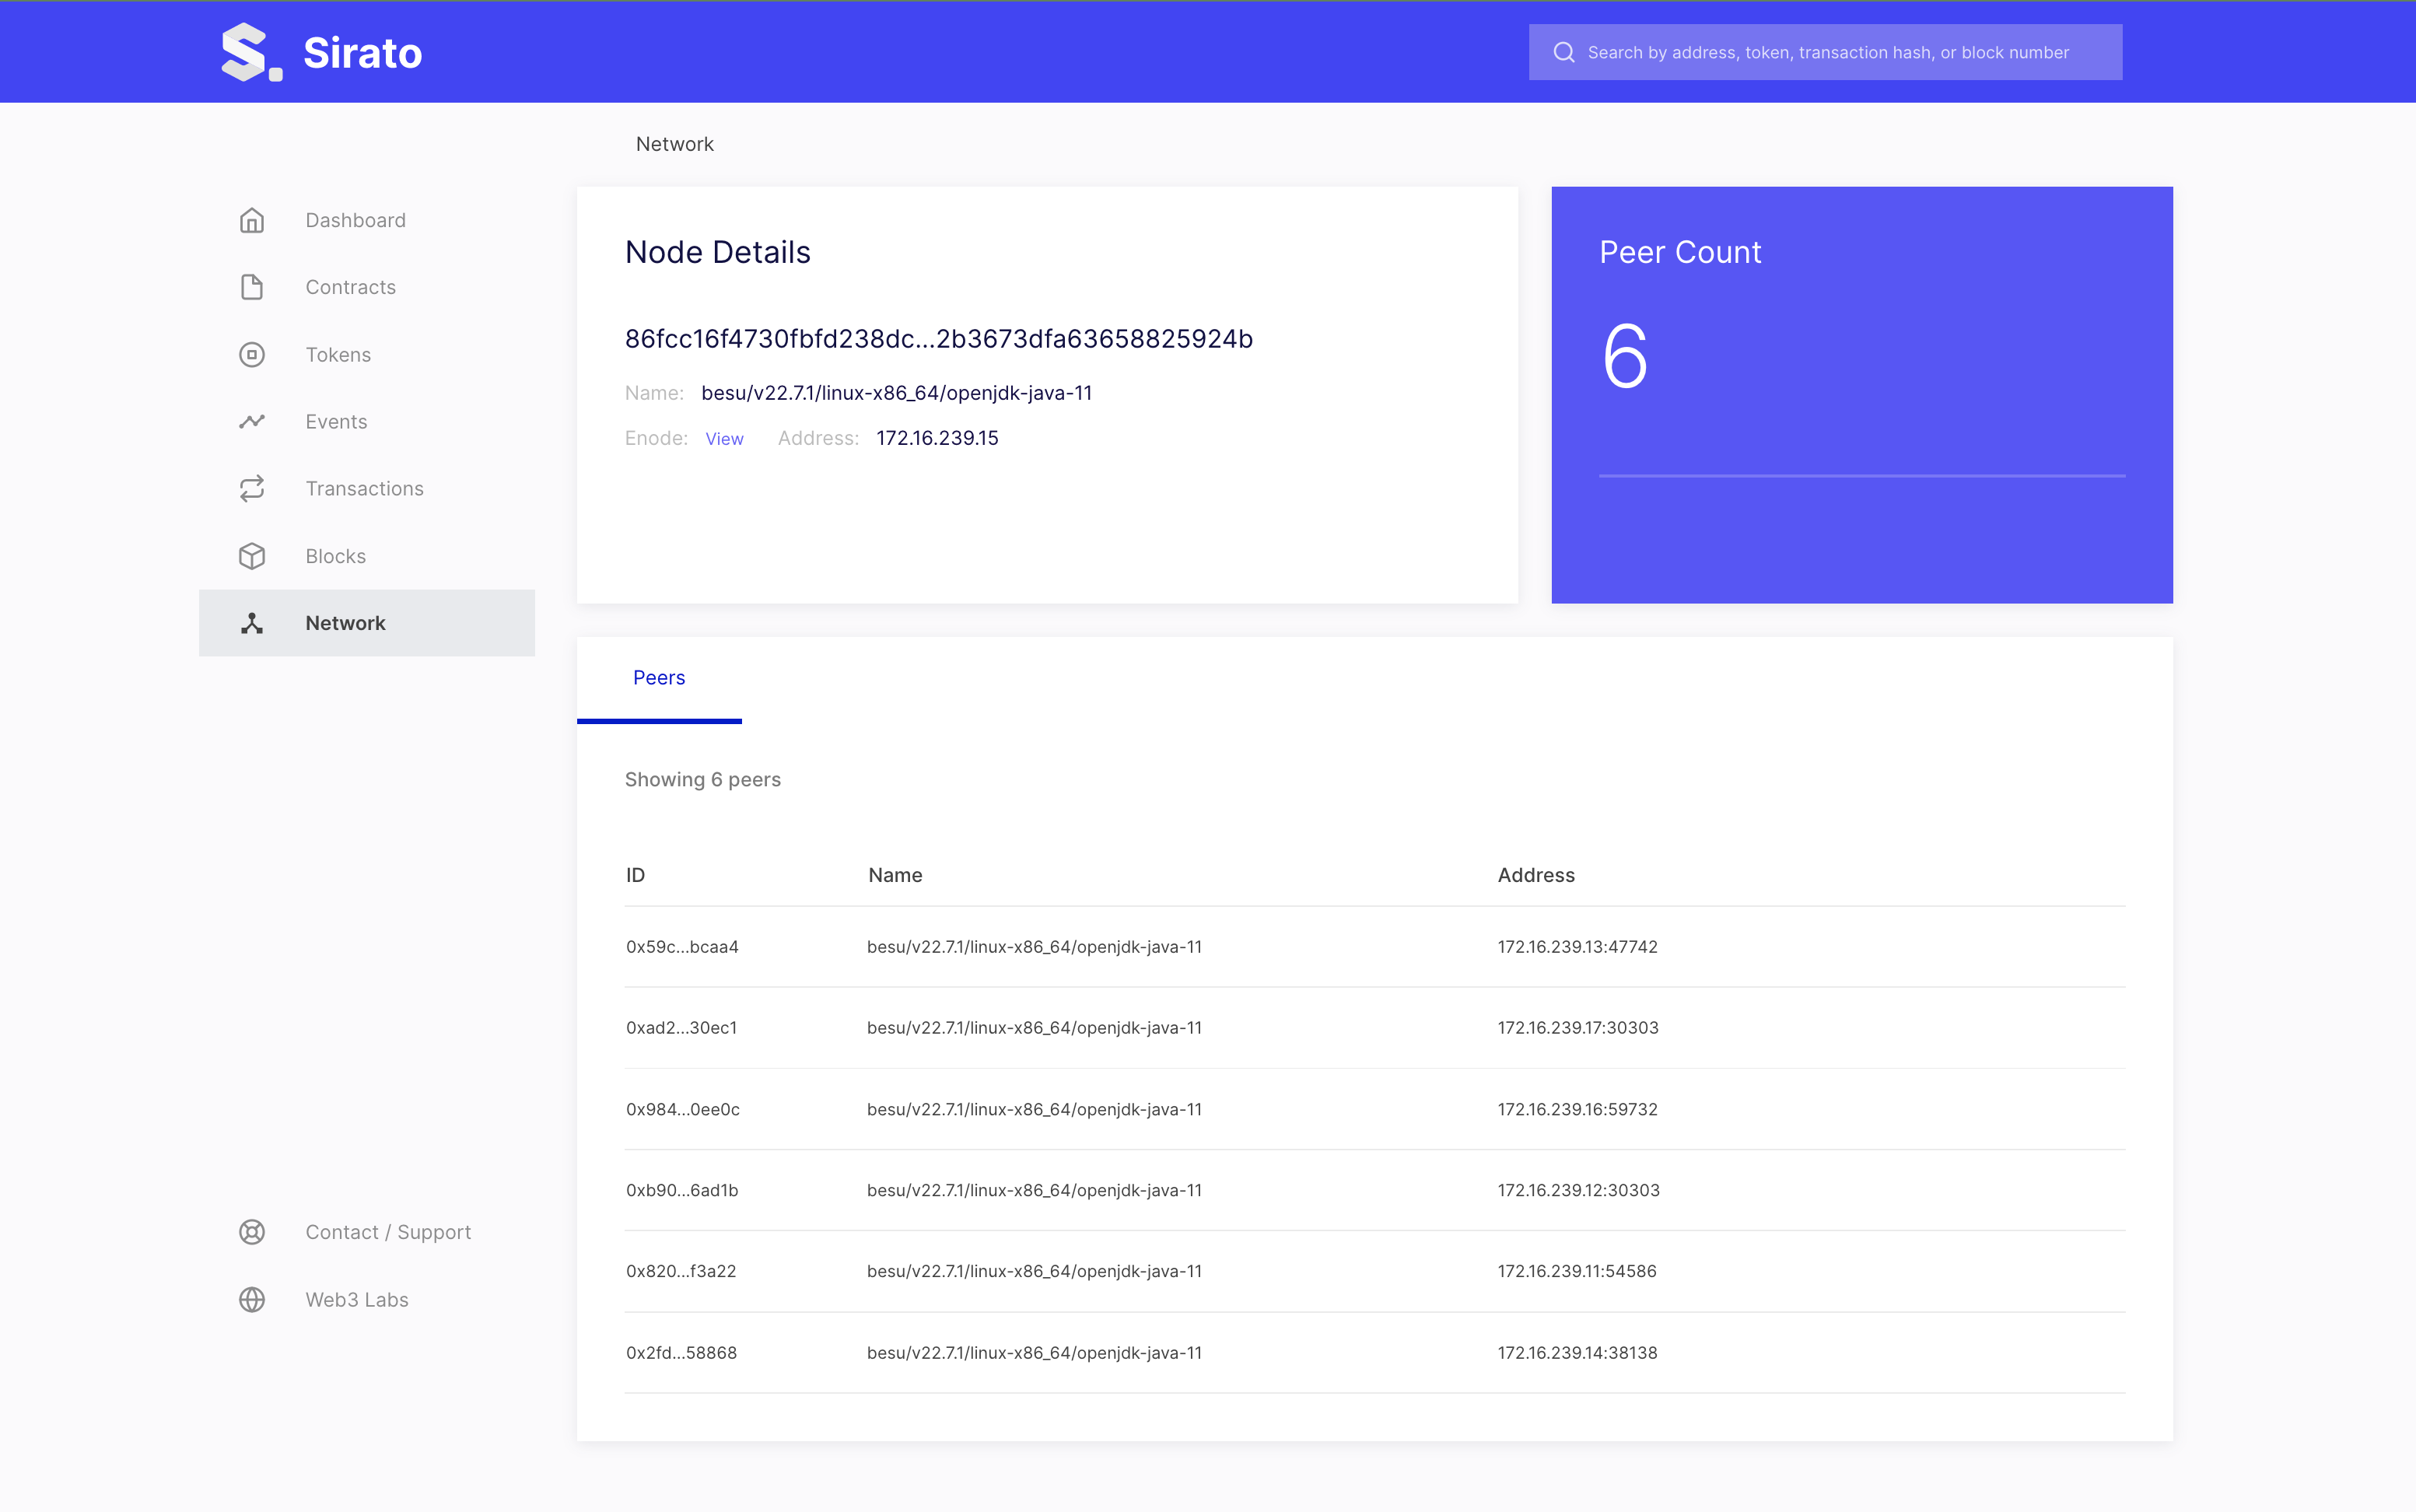 Sirato
Search by address, token, transaction hash, or block number
Network
Dashboard
Contracts
Tokens
Events
Transactions
Blocks
Network
Contact / Support
Web3 Labs
Node Details
86fcc16f4730fbfd238dc...2b3673dfa63658825924b
Name: besu/v22.7.1/linux-x86_64/openjdk-java-11
Enode: View Address: 172.16.239.15
Peer Count
6
Peers
Showing 6 peers
ID Name Address
0x59c...bcaa4 besu/v22.7.1/linux-x86_64/openjdk-java-11 172.16.239.13:47742
0xad2...30ec1 besu/v22.7.1/linux-x86_64/openjdk-java-11 172.16.239.17:30303
0x984...0ee0c besu/v22.7.1/linux-x86_64/openjdk-java-11 172.16.239.16:59732
0xb90...6ad1b besu/v22.7.1/linux-x86_64/openjdk-java-11 172.16.239.12:30303
0x820...f3a22 besu/v22.7.1/linux-x86_64/openjdk-java-11 172.16.239.11:54586
0x2fd...58868 besu/v22.7.1/linux-x86_64/openjdk-java-11 172.16.239.14:38138